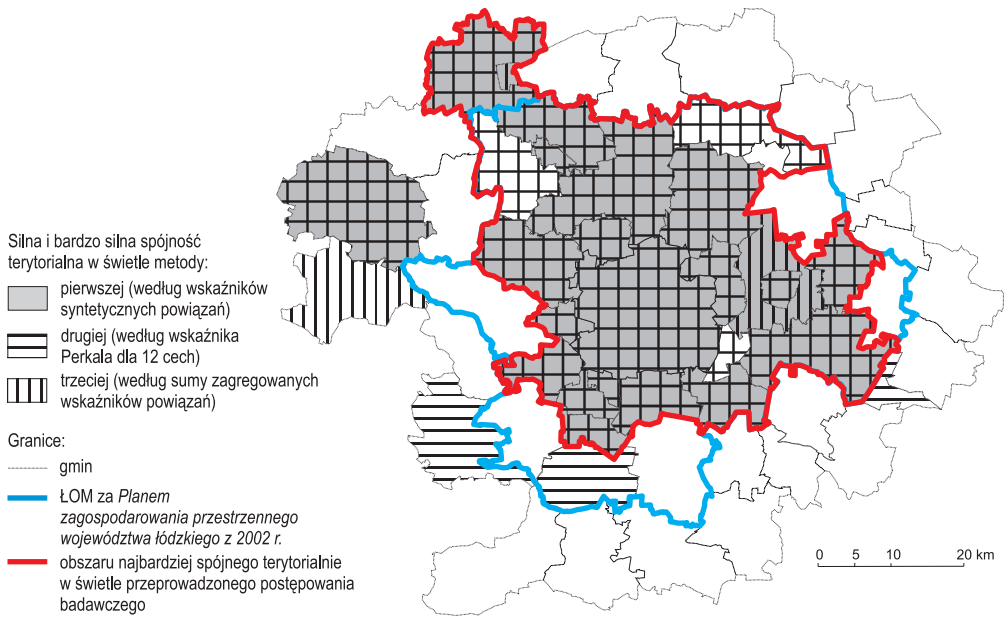 Silna i bardzo silna spójność
terytorialna w świetle metody:
pierwszej (według wskaźników
syntetycznych powiązań)
drugiej (według wskaźnika
Perkala dla 12 cech)
trzeciej (według sumy zagregowanych
wskaźników powiązań)
Granice:
gmin
ŁOM za Planem
zagospodarowania przestrzennego
województwa łódzkiego z 2002 r.
obszaru najbardziej spójnego terytorialnie
w świetle przeprowadzonego postępowania
badawczego
0 5 10 20 km